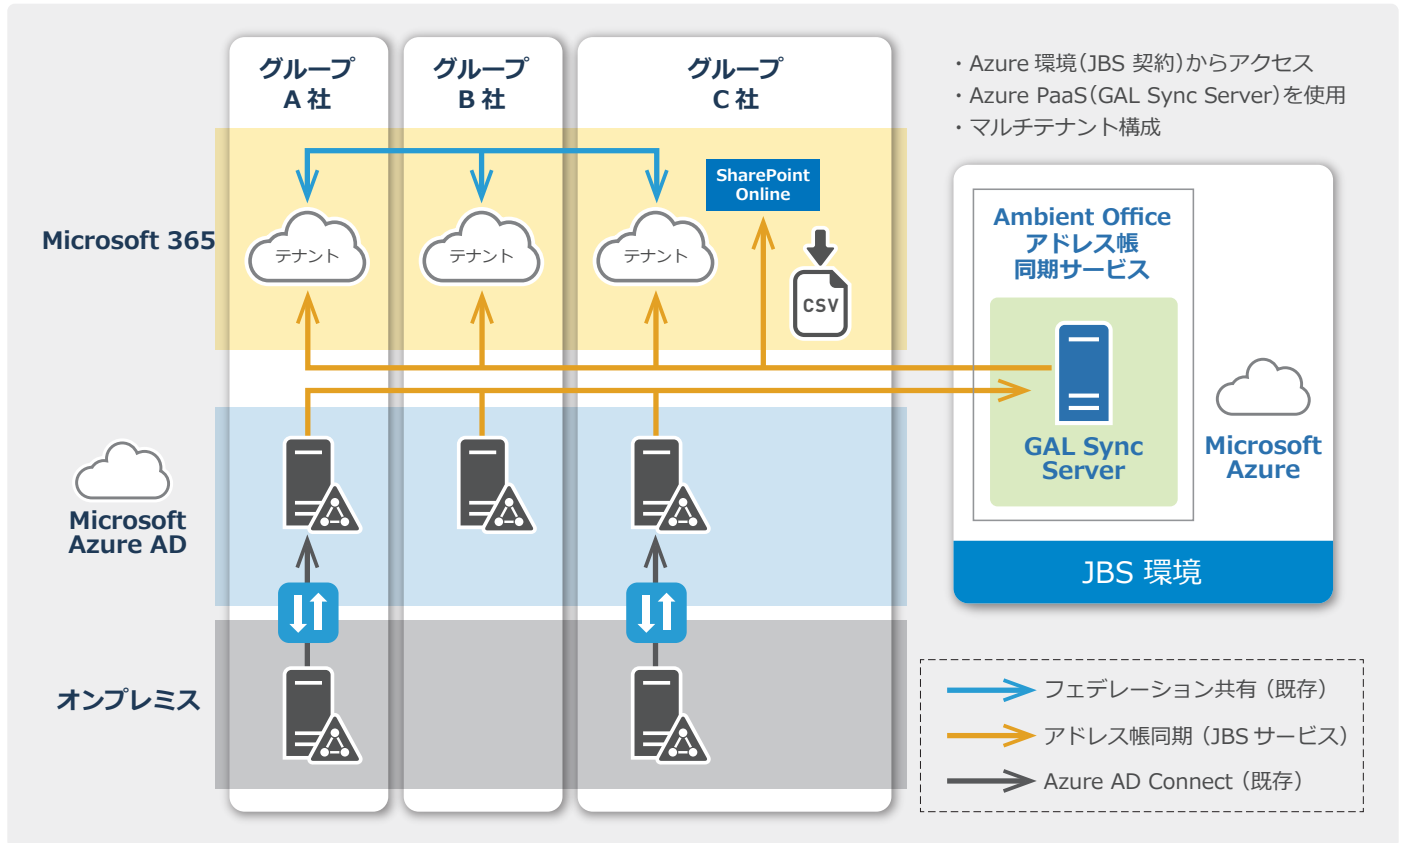 グループ
A 社
グループ
B 社
グループ
C 社
・Azure 環境(JBS 契約)からアクセス
・Azure PaaS(GAL Sync Server)を使用
・マルチテナント構成
Microsoft 365
テナント
テナント
テナント
SharePoint
Online
CSV
Ambient Office
アドレス帳
同期サービス
GAL Sync
Server
Microsoft
Azure
JBS 環境
Microsoft
Azure AD
オンプレミス
フェデレーション共有(既存)
アドレス帳同期(JBS サービス)
Azure AD Connect(既存)